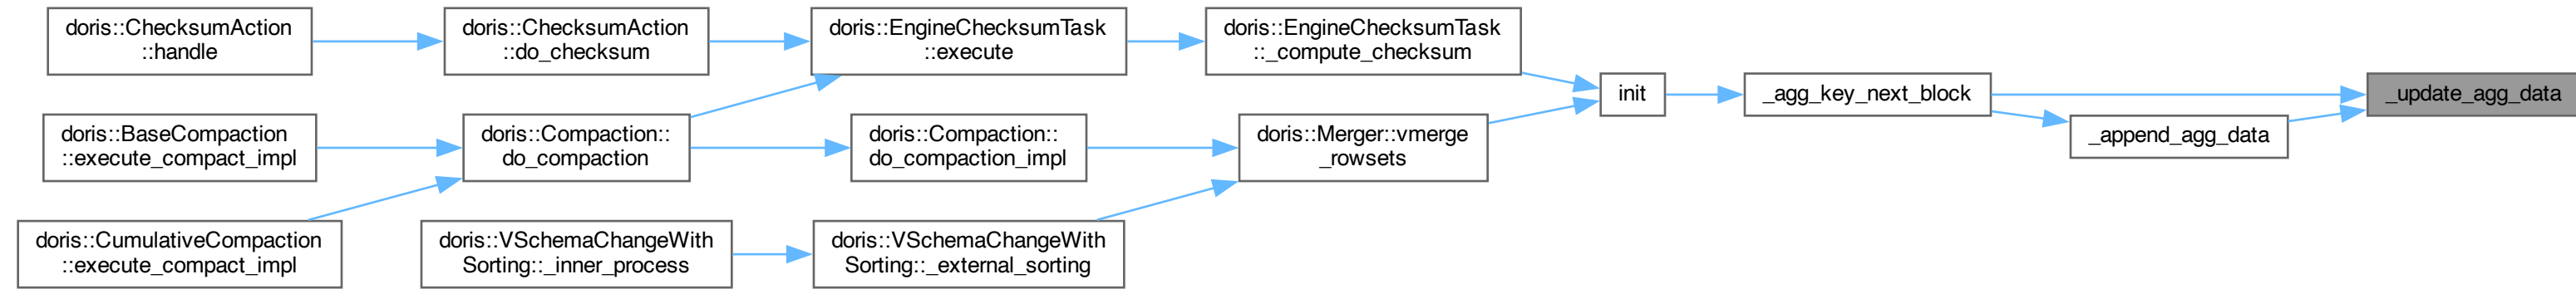 doris::ChecksumAction
::handle
doris::ChecksumAction
::do_checksum
doris::EngineChecksumTask
::execute
doris::EngineChecksumTask
::_compute_checksum
init
_agg_key_next_block
_update_agg_data
_append_agg_data
doris::BaseCompaction
::execute_compact_impl
doris::Compaction::
do_compaction
doris::Compaction::
do_compaction_impl
doris::Merger::vmerge
_rowsets
doris::CumulativeCompaction
::execute_compact_impl
doris::VSchemaChangeWith
Sorting::_inner_process
doris::VSchemaChangeWith
Sorting::_external_sorting